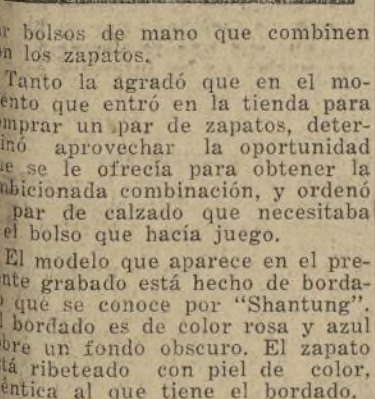 r bolsos de mano que combinen
n los zapatos.
Tanto la agradó que en el mo-
ento que entró en la tienda para
mprar un par de zapatos, deter-
inó aprovechar la oportunidad
e se le ofrecía para obtener la
mbicionada combinación, y ordenó
par de calzado que necesitaba
el bolso que hacía juego.
El modelo que aparece en el pre-
nte grabado está hecho de borda-
o que se conoce por “Shantung”.
l bordado es de color rosa y azul
bre un fondo obscuro. El zapato
tá ribeteado con piel de color,
éntica al que tiene el bordado.